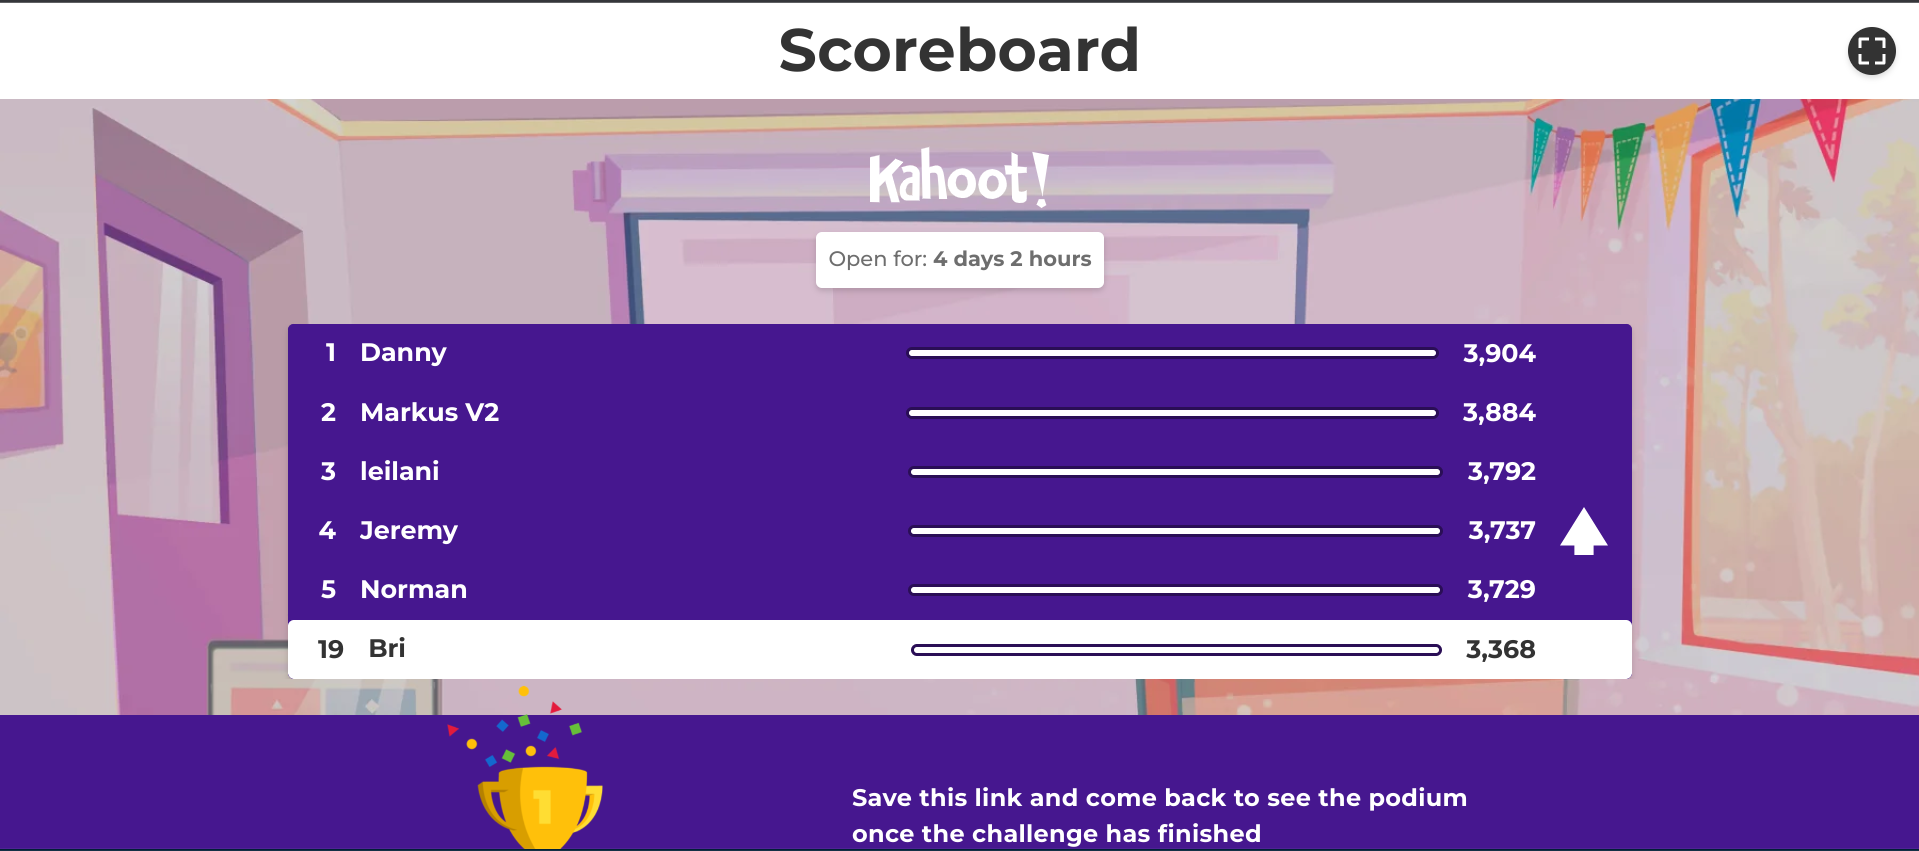 Scoreboard
Kahoot!
Open for: 4 days 2 hours
1 Danny 3,904
2 Markus V2 3,884
3 leilani 3,792
4 Jeremy 3,737
5 Norman 3,729
19 Bri 3,368
1
Save this link and come back to see the podium
once the challenge has finished